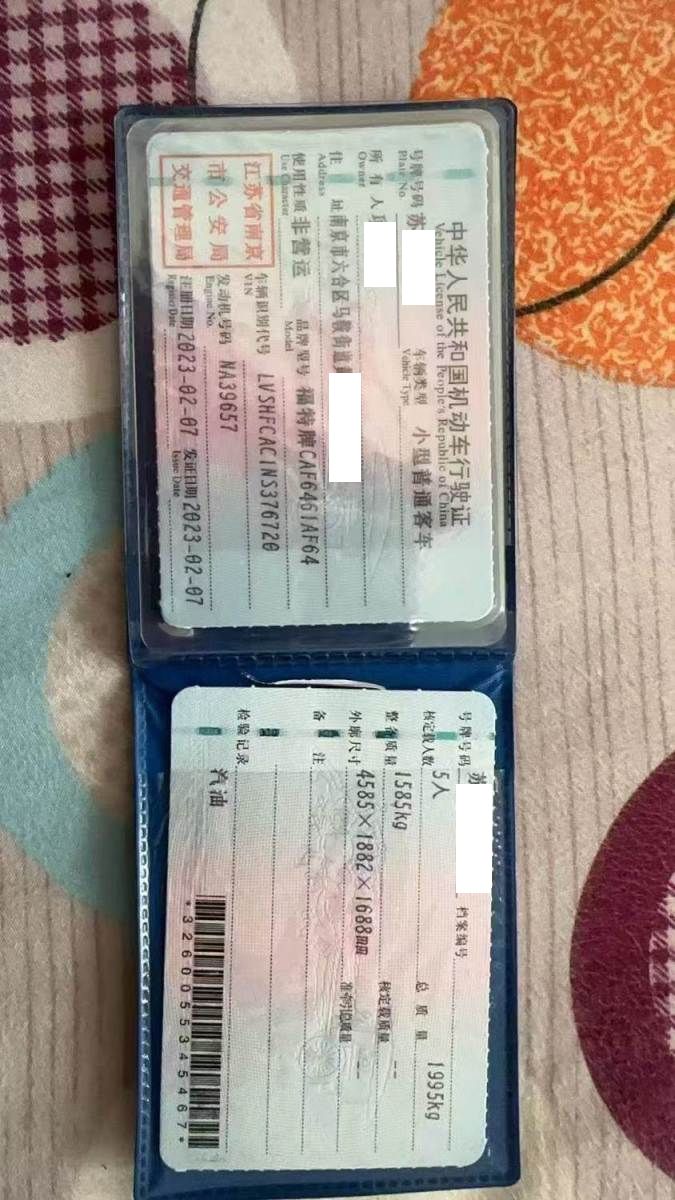 中华人民共和国机动车行驶证
Vehicle License of the People's Republic of China
号牌号码 苏
Plate No.
车辆类型 小型普通客车
Vehicle Type
所有人
Owner
住址 南京市六合区马鞍街道
Address
使用性质 非营运
Use Character
品牌型号 福特牌CAF6461AF64
Model
江苏省南京
市公安局
交通管理局
车辆识别代号 LVSHFCAC1NS376720
VIN
发动机号码 NA39657
Engine No.
注册日期 2023-02-07
Register Date
发证日期 2023-02-07
Issue Date
号牌号码 苏
档案编号
核定载人数 5人
总质量 1995kg
整备质量 1585kg
核定载质量 --
外廓尺寸 4585×1882×1688mm
准牵引总质量 --
备注
检验记录
汽油
*3260055345467*